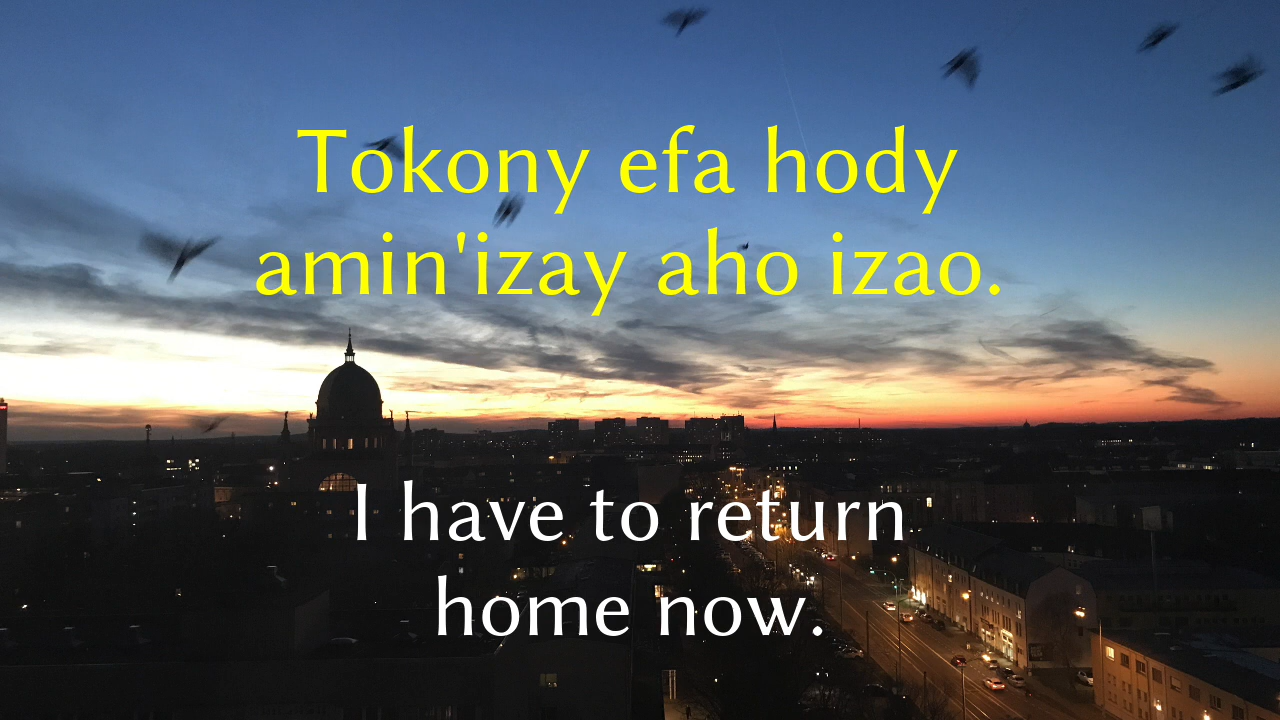 Tokony efa hody
amin'izay aho izao.
I have to return
home now.